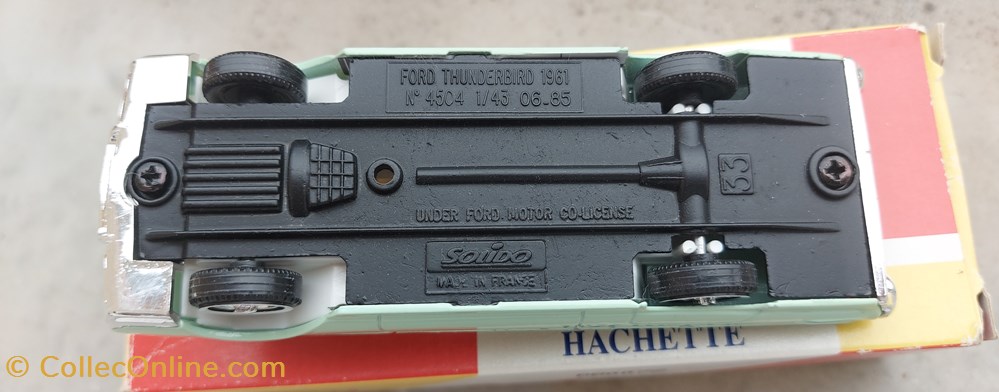 FORD THUNDERBIRD 1961
N° 4504 1/43 06-85
33
UNDER FORD MOTOR CO-LICENSE
Solido
MADE IN FRANCE
HACHETTE
© CollecOnline.com